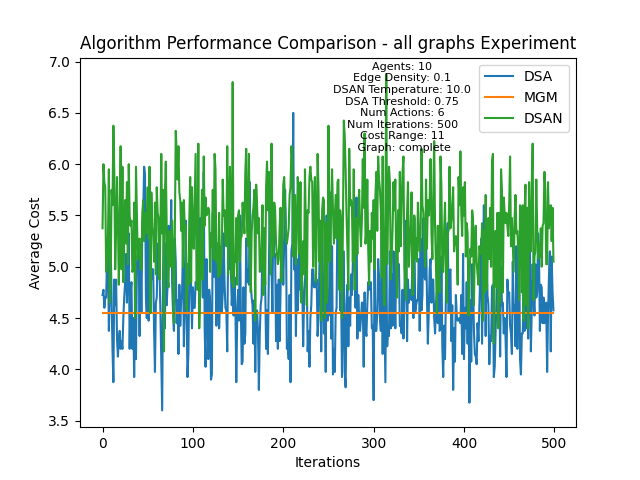 Algorithm Performance Comparison - all graphs Experiment
Agents: 10
Edge Density: 0.1
DSAN Temperature: 10.0
DSA Threshold: 0.75
Num Actions: 6
Num Iterations: 500
Cost Range: 11
Graph: complete
DSA
MGM
DSAN
Average Cost
7.0
6.5
6.0
5.5
5.0
4.5
4.0
3.5
0
100
200
300
400
500
Iterations